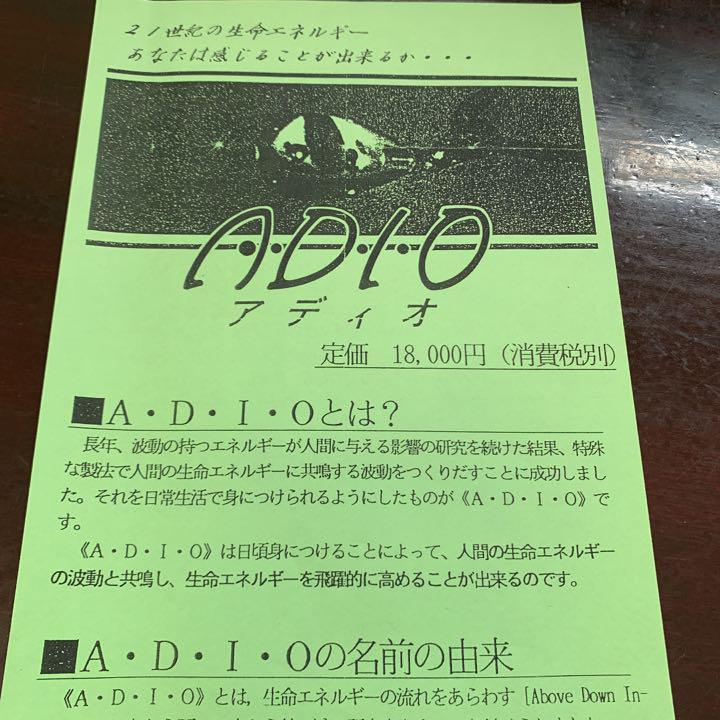 21世紀の生命エネルギー
あなたは感じることが出来るか・・・
A・D・I・O
アディオ
定価　18,000円（消費税別）
■A・D・I・Oとは？
長年、波動の持つエネルギーが人間に与える影響の研究を続けた結果、特殊
な製法で人間の生命エネルギーに共鳴する波動をつくりだすことに成功しまし
た。それを日常生活で身につけられるようにしたものが《A・D・I・O》で
す。
《A・D・I・O》は日頃身につけることによって、人間の生命エネルギー
の波動と共鳴し、生命エネルギーを飛躍的に高めることが出来るのです。
■A・D・I・Oの名前の由来
《A・D・I・O》とは，生命エネルギーの流れをあらわす［Above Down In-